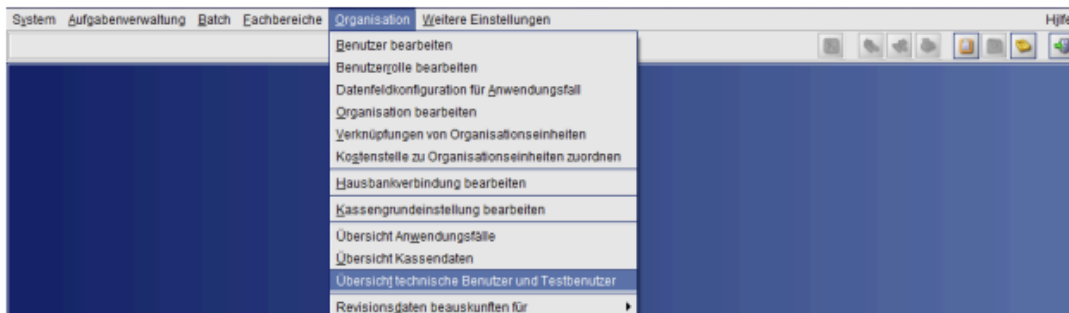 System Aufgabenverwaltung Batch Fachbereiche Organisation Weitere Einstellungen Hilfe
Benutzer bearbeiten
Benutzerrolle bearbeiten
Datenfeldkonfiguration für Anwendungsfall
Organisation bearbeiten
Verknüpfungen von Organisationseinheiten
Kostenstelle zu Organisationseinheiten zuordnen
Hausbankverbindung bearbeiten
Kassengrundeinstellung bearbeiten
Übersicht Anwendungsfälle
Übersicht Kassendaten
Übersicht technische Benutzer und Testbenutzer
Revisionsdaten beauskunften für